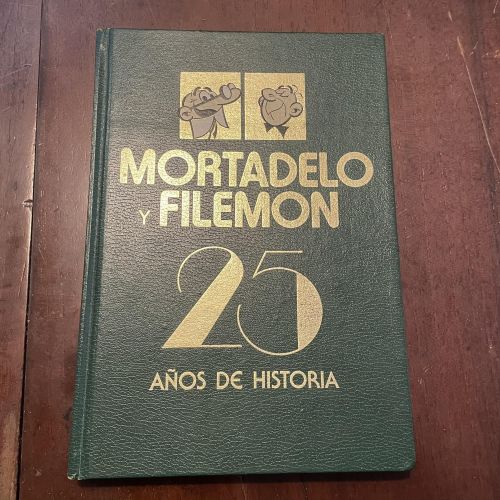 MORTADELO
Y FILEMON
25
AÑOS DE HISTORIA